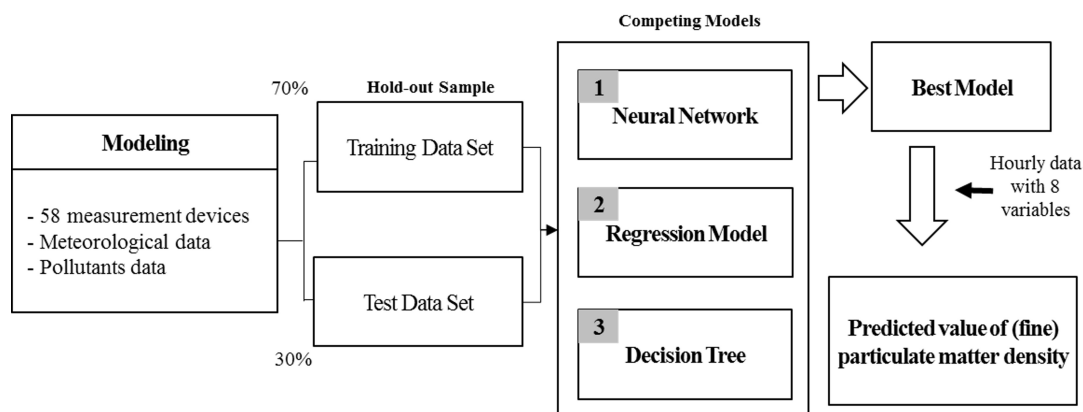 Modeling
- 58 measurement devices
- Meteorological data
- Pollutants data
70%
30%
Hold-out Sample
Training Data Set
Test Data Set
Competing Models
1
Neural Network
2
Regression Model
3
Decision Tree
Best Model
Hourly data
with 8
variables
Predicted value of (fine)
particulate matter density